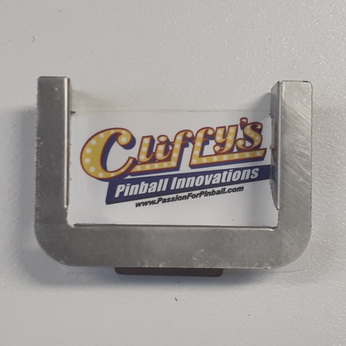 Cliffy's
Pinball Innovations
www.PassionForPinball.com